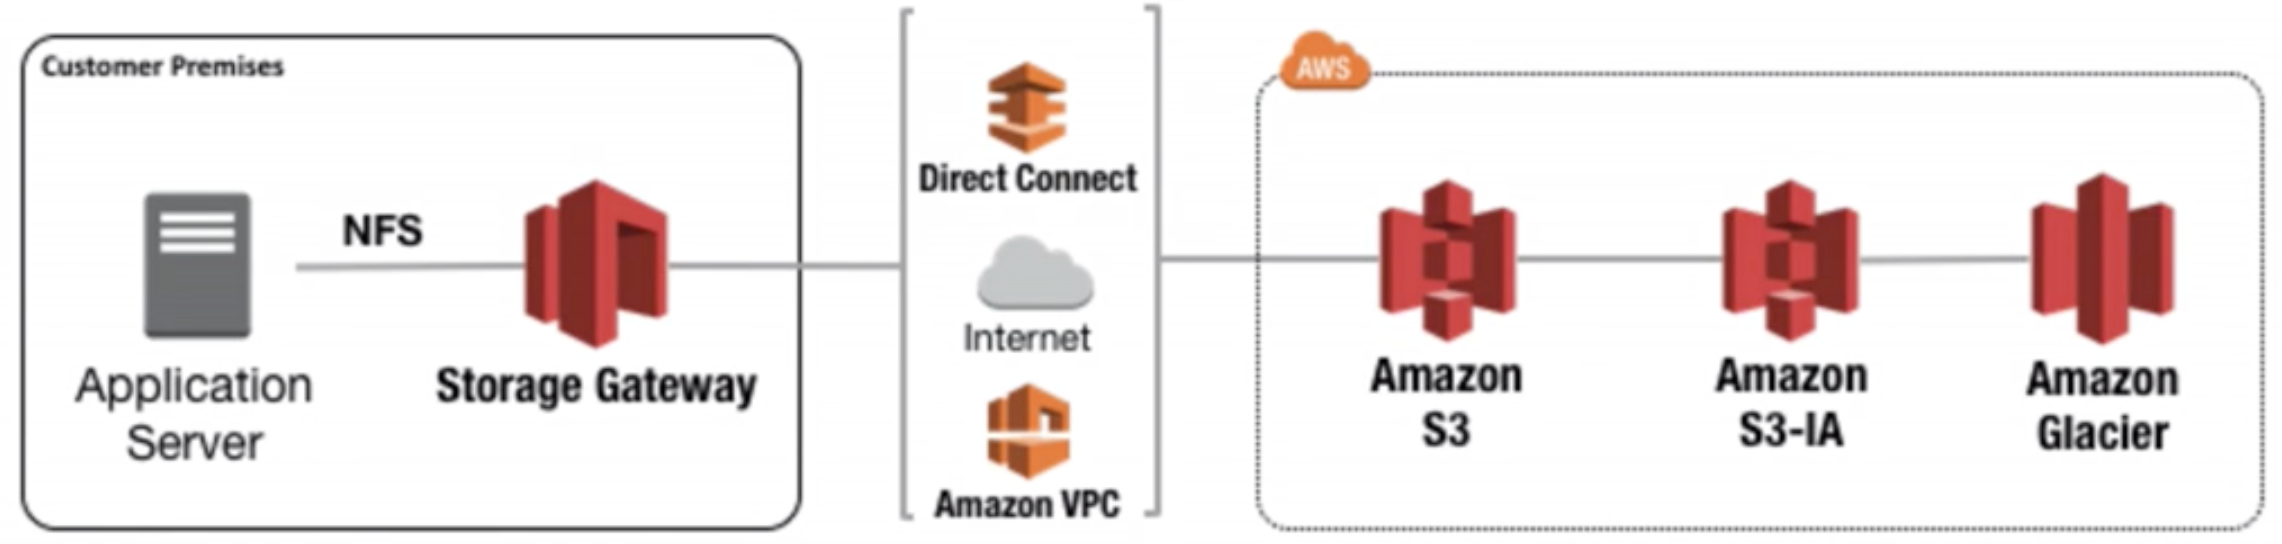 Customer Premises
Application
Server
NFS
Storage Gateway
Direct Connect
Internet
Amazon VPC
AWS
Amazon
S3
Amazon
S3-IA
Amazon
Glacier